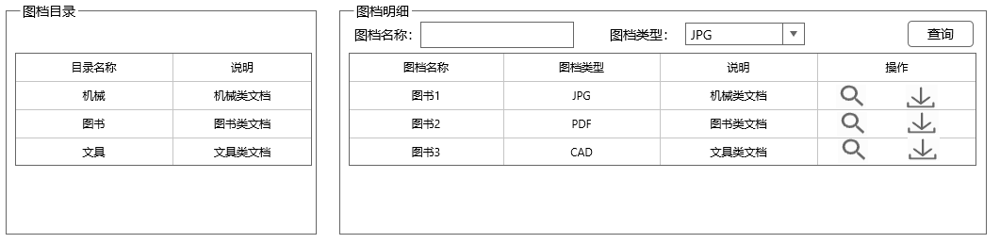 图档目录
目录名称 说明
机械 机械类文档
图书 图书类文档
文具 文具类文档
图档明细
图档名称： 图档类型： JPG 查询
图档名称 图档类型 说明 操作
图书1 JPG 机械类文档
图书2 PDF 图书类文档
图书3 CAD 文具类文档